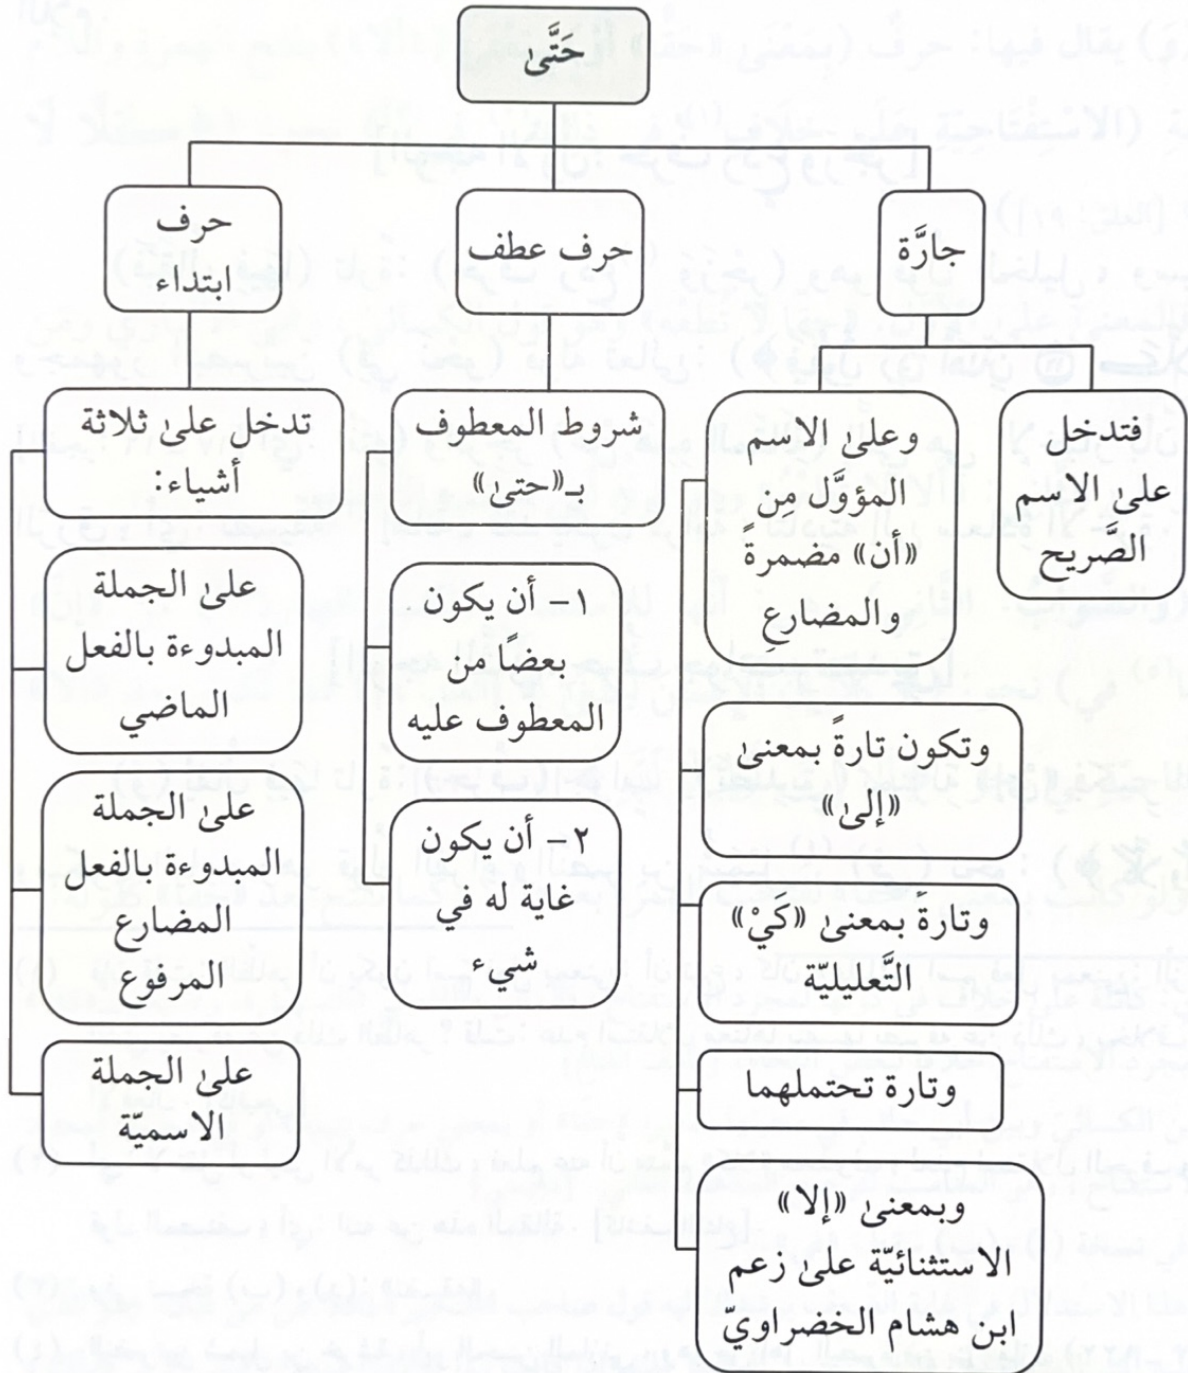 حَتَّىٰ
جارَّة
حرف عطف
حرف
ابتداء
فتدخل
علىٰ الاسم
الصَّريح
وعلىٰ الاسم
المؤوَّل مِن
«أن» مضمرةً
والمضارعِ
وتكون تارةً بمعنىٰ
«إلىٰ»
وتارةً بمعنىٰ «كَيْ»
التَّعليليّة
وتارة تحتملهما
وبمعنىٰ «إلا»
الاستثنائيّة علىٰ زعم
ابن هشام الخضراويّ
شروط المعطوف
بـ«حتىٰ»
١- أن يكون
بعضًا من
المعطوف عليه
٢- أن يكون
غاية له في
شيء
تدخل علىٰ ثلاثة
أشياء:
علىٰ الجملة
المبدوءة بالفعل
الماضي
علىٰ الجملة
المبدوءة بالفعل
المضارع
المرفوع
علىٰ الجملة
الاسميّة